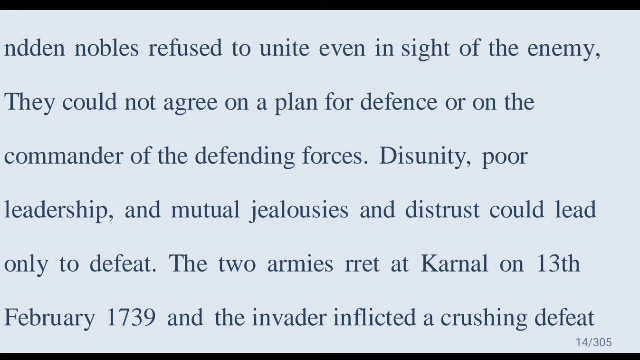 ndden nobles refused to unite even in sight of the enemy,
They could not agree on a plan for defence or on the
commander of the defending forces. Disunity, poor
leadership, and mutual jealousies and distrust could lead
only to defeat. The two armies rret at Karnal on 13th
February 1739 and the invader inflicted a crushing defeat
14/305